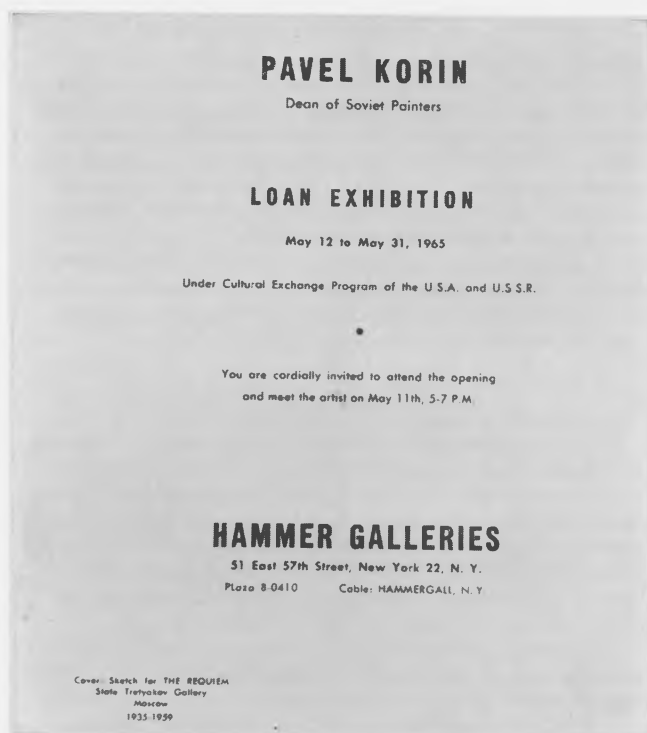 PAVEL KORIN
Dean of Soviet Painters
LOAN EXHIBITION
May 12 to May 31, 1965
Under Cultural Exchange Program of the U.S.A. and U.S.S.R.
•
You are cordially invited to attend the opening
and meet the artist on May 11th, 5-7 P.M.
HAMMER GALLERIES
51 East 57th Street, New York 22, N. Y.
PLaza 8-0410 Cable: HAMMERGALL, N. Y.
Cover: Sketch for THE REQUIEM
State Tretyakov Gallery
Moscow
1935-1959